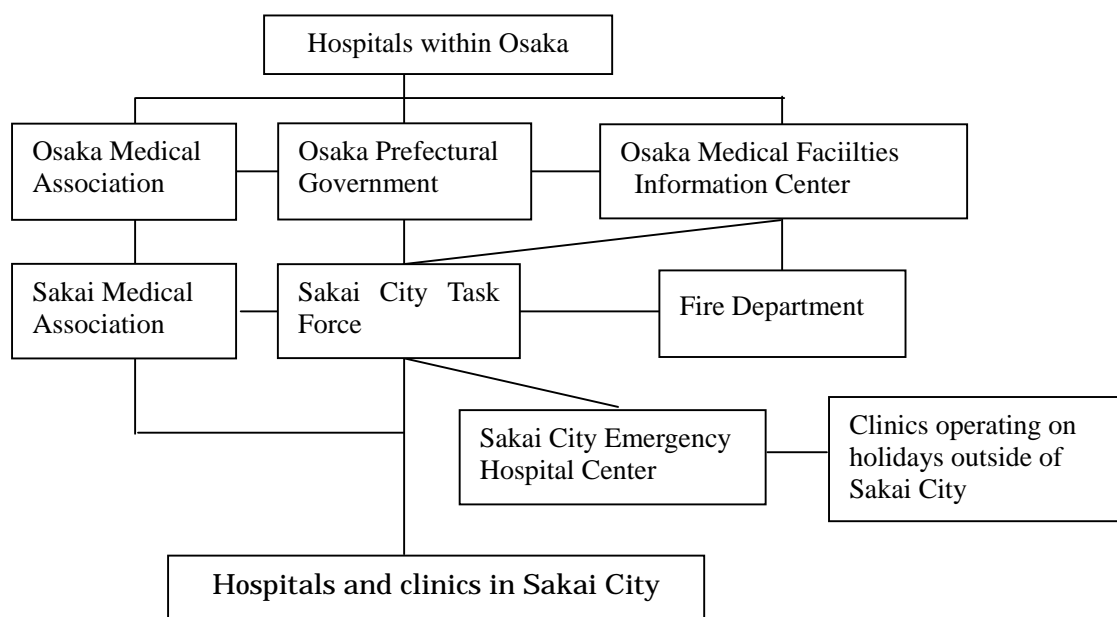 Hospitals within Osaka
Osaka Medical
Association
Osaka Prefectural
Government
Osaka Medical Faciilties
Information Center
Sakai Medical
Association
Sakai City Task
Force
Fire Department
Sakai City Emergency
Hospital Center
Clinics operating on
holidays outside of
Sakai City
Hospitals and clinics in Sakai City